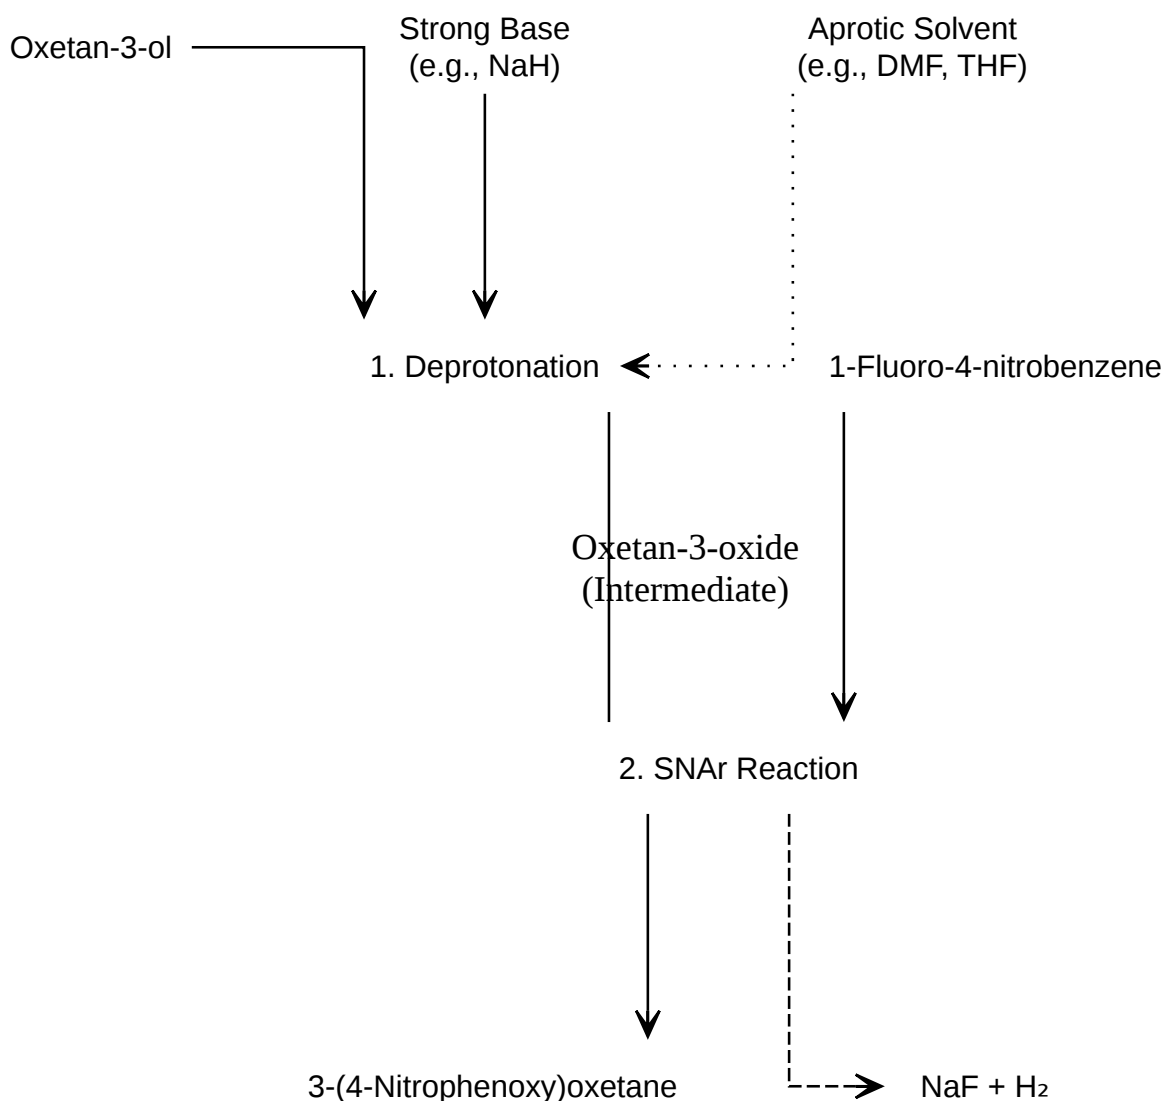 Oxetan-3-ol
Strong Base
(e.g., NaH)
Aprotic Solvent
(e.g., DMF, THF)
1. Deprotonation
1-Fluoro-4-nitrobenzene
Oxetan-3-oxide
(Intermediate)
2. SNAr Reaction
3-(4-Nitrophenoxy)oxetane
NaF + H₂